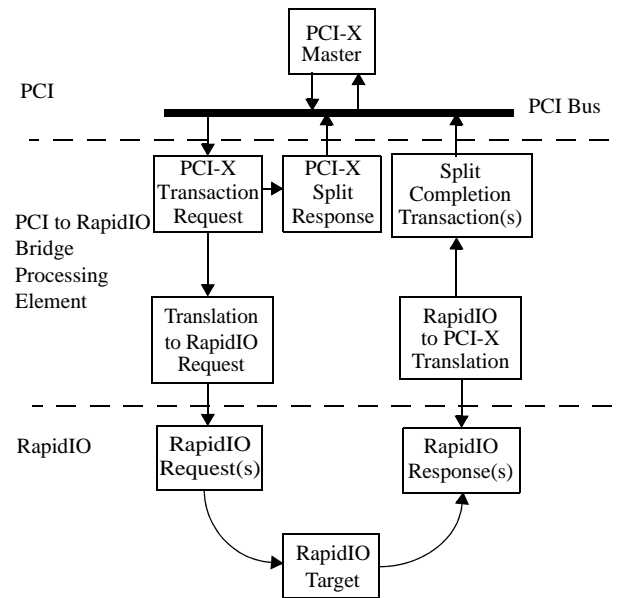 PCI-X
Master
PCI
PCI Bus
PCI-X
Transaction
Request
PCI-X
Split
Response
Split
Completion
Transaction(s)
PCI to RapidIO
Bridge
Processing
Element
Translation
to RapidIO
Request
RapidIO
to PCI-X
Translation
RapidIO
RapidIO
Request(s)
RapidIO
Response(s)
RapidIO
Target